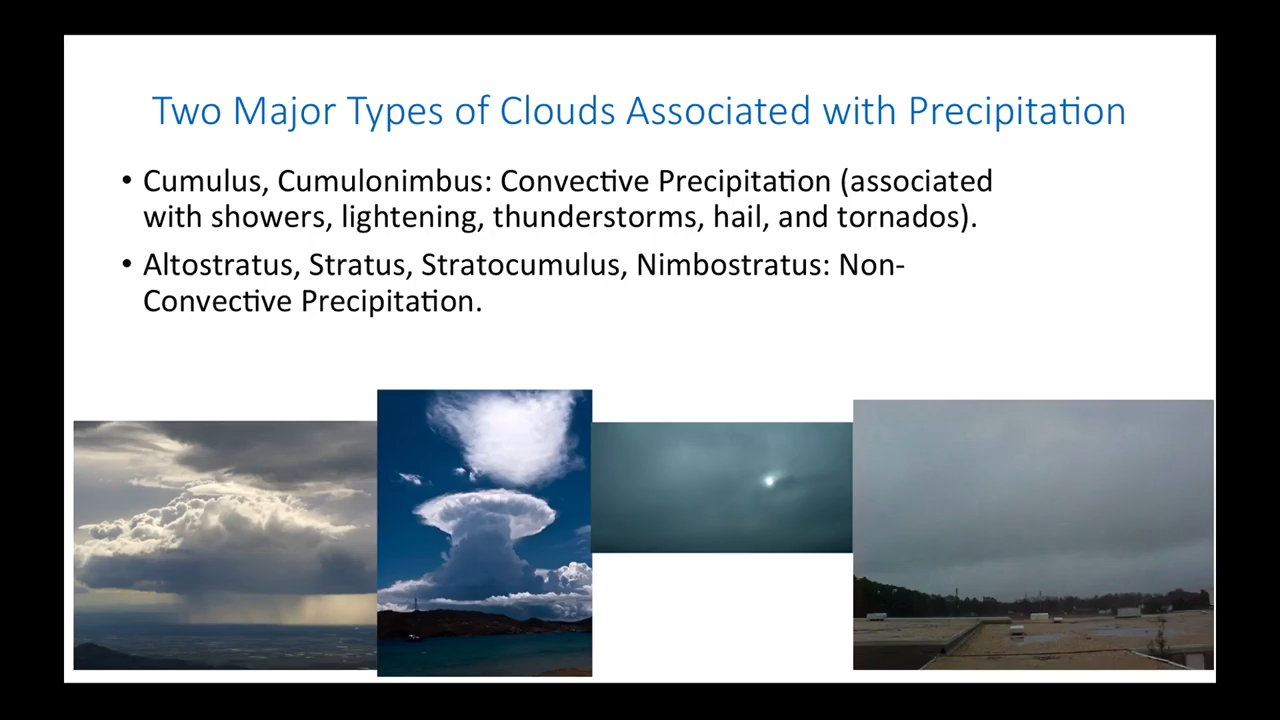 Two Major Types of Clouds Associated with Precipitation
• Cumulus, Cumulonimbus: Convective Precipitation (associated
with showers, lightening, thunderstorms, hail, and tornados).
• Altostratus, Stratus, Stratocumulus, Nimbostratus: Non-
Convective Precipitation.